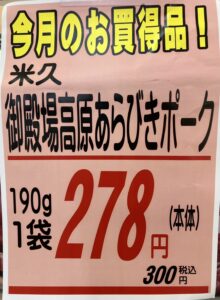 今月のお買得品！
米久
御殿場高原あらびきポーク
190g
1袋
278円
(本体)
300税込円